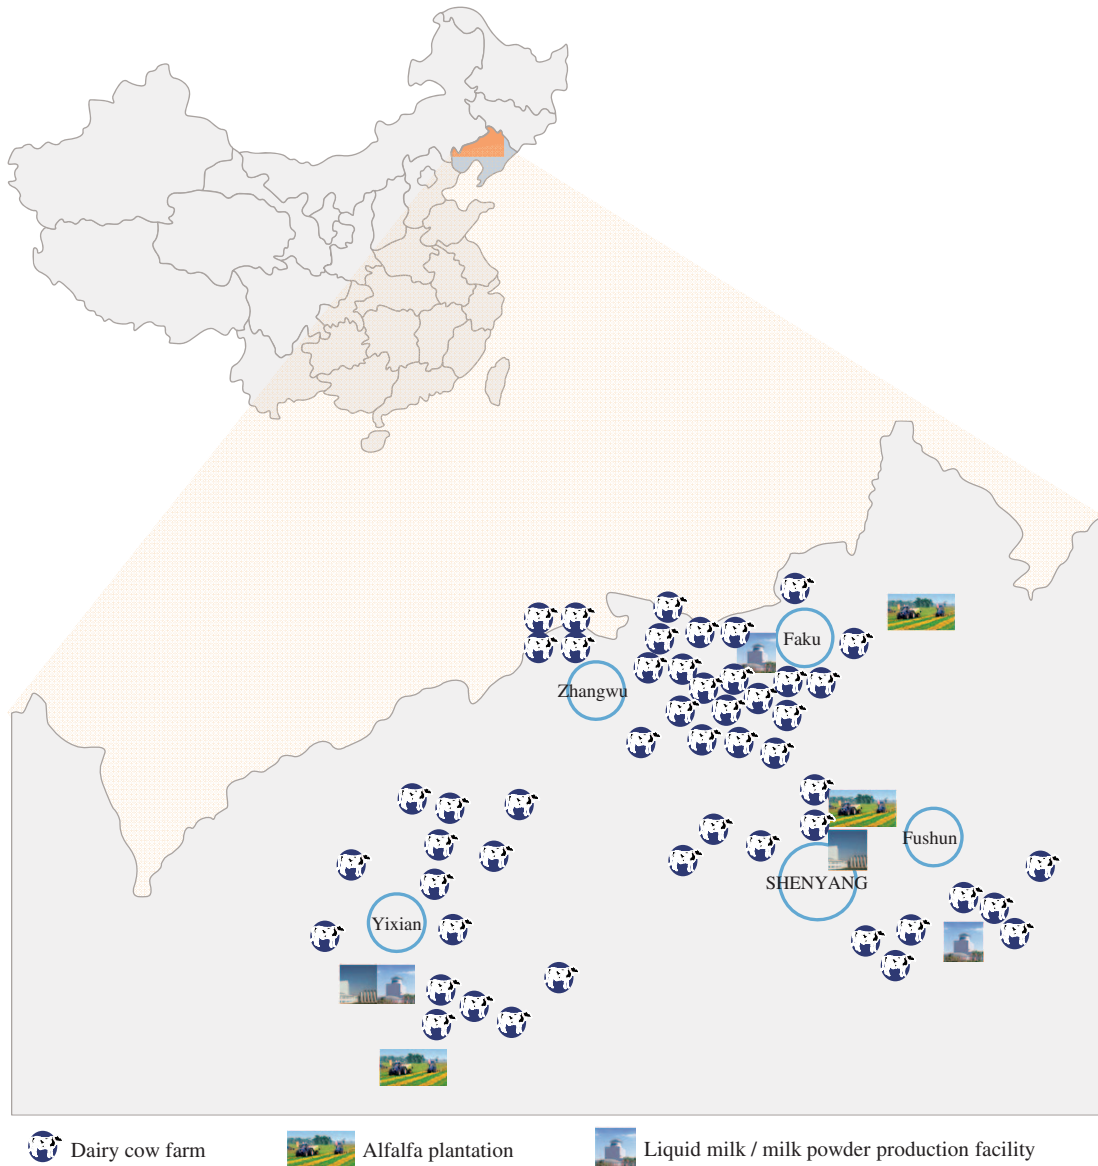 Faku
Zhangwu
Fushun
SHENYANG
Yixian
Dairy cow farm
Alfalfa plantation
Liquid milk / milk powder production facility